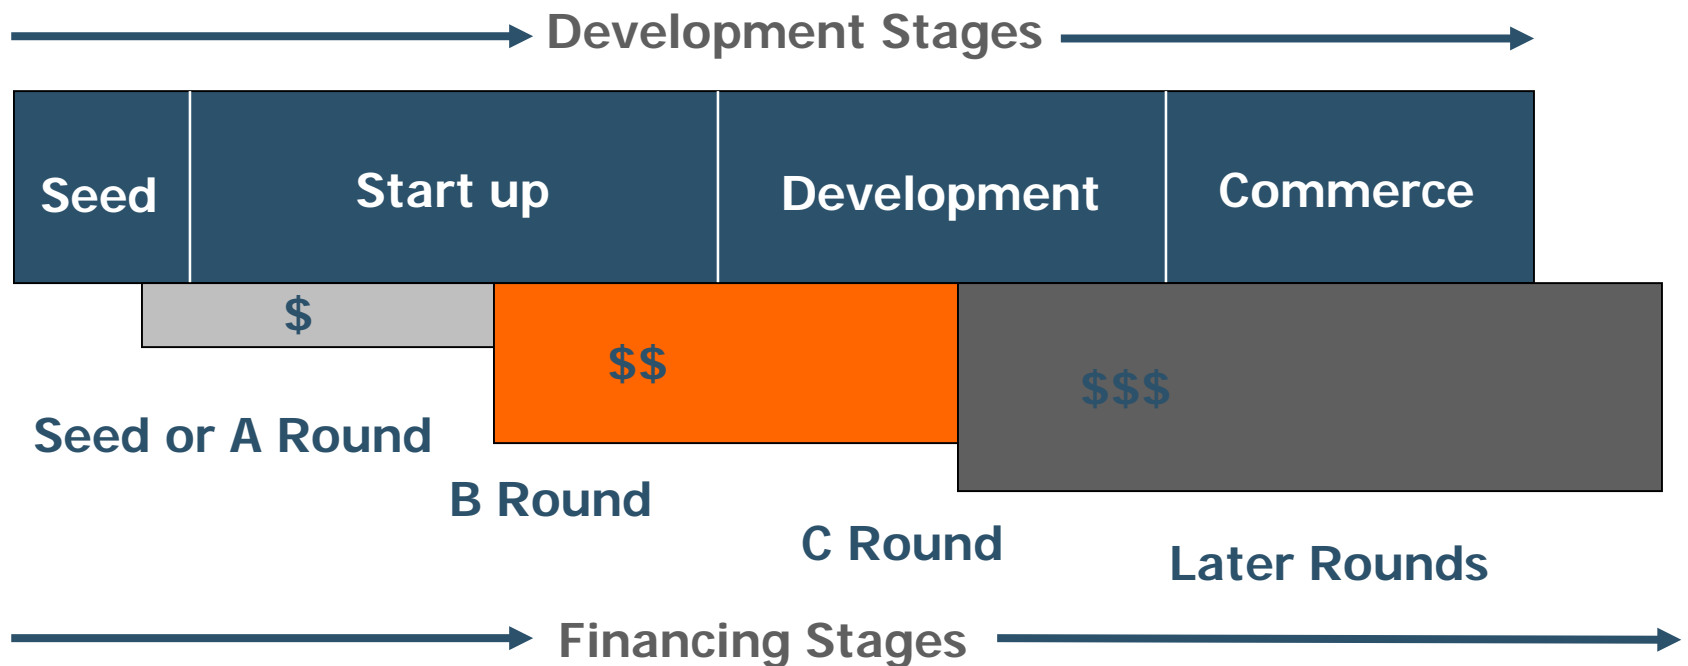 Development Stages
Seed
Start up
Development
Commerce
$
$$
$$$
Seed or A Round
B Round
C Round
Later Rounds
Financing Stages